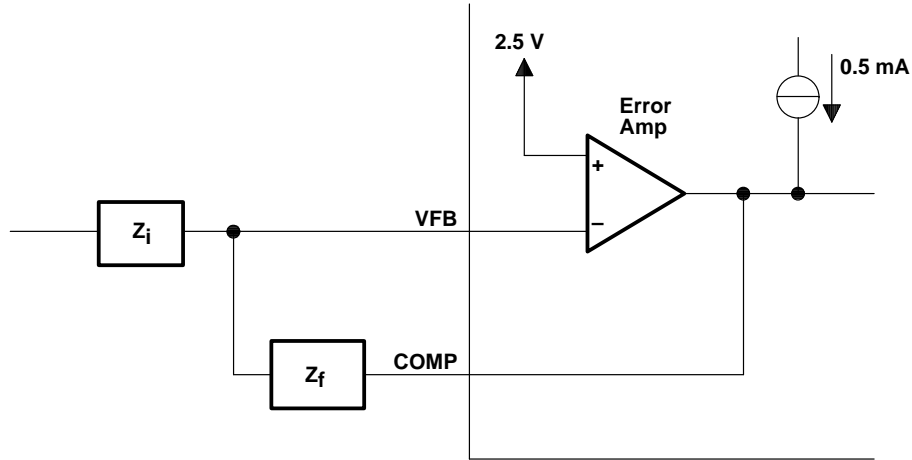 2.5 V
0.5 mA
Error
Amp
+
−
Zi
VFB
Zf
COMP